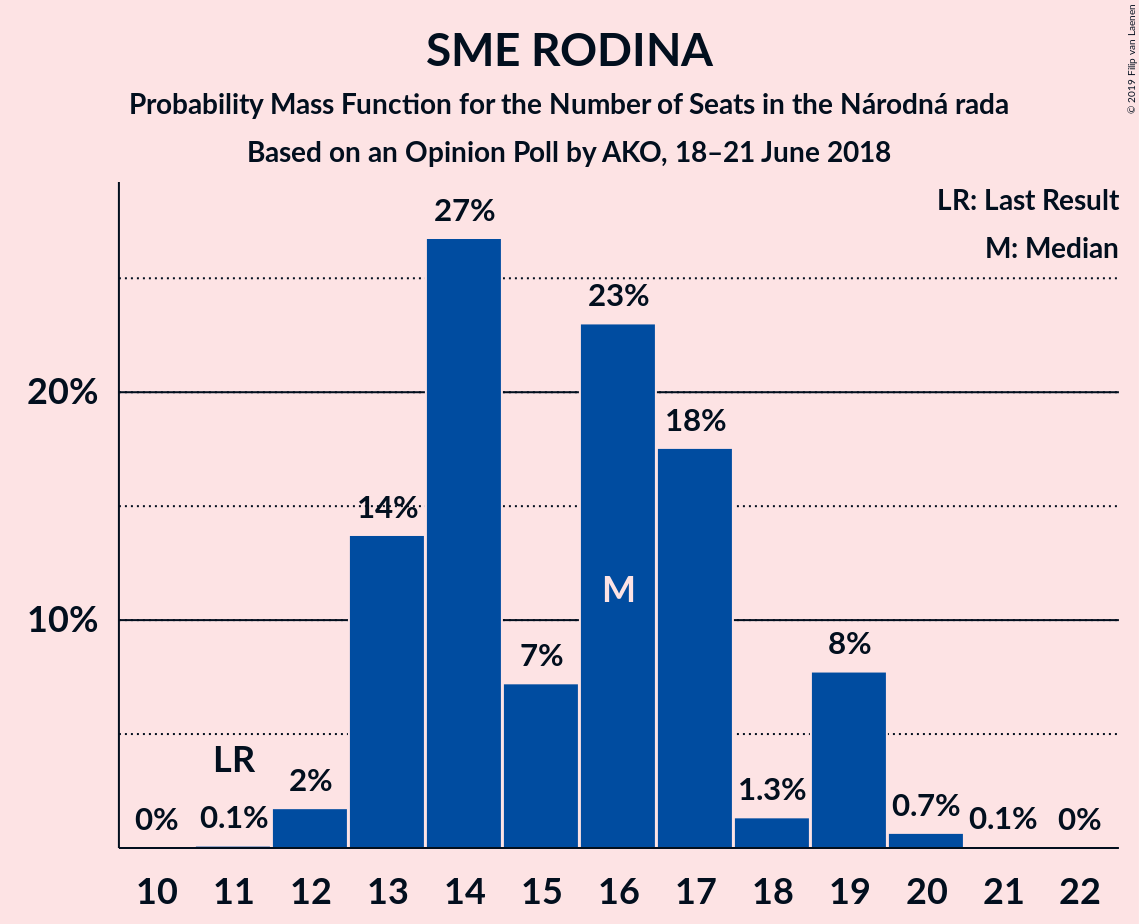 SME RODINA
Probability Mass Function for the Number of Seats in the Národná rada
Based on an Opinion Poll by AKO, 18–21 June 2018
© 2019 Filip van Laenen
LR: Last Result
M: Median
27%
23%
20%
18%
14%
M
10%
7%
8%
LR
0%
0.1%
2%
1.3%
0.7%
0.1%
0%
10 11 12 13 14 15 16 17 18 19 20 21 22